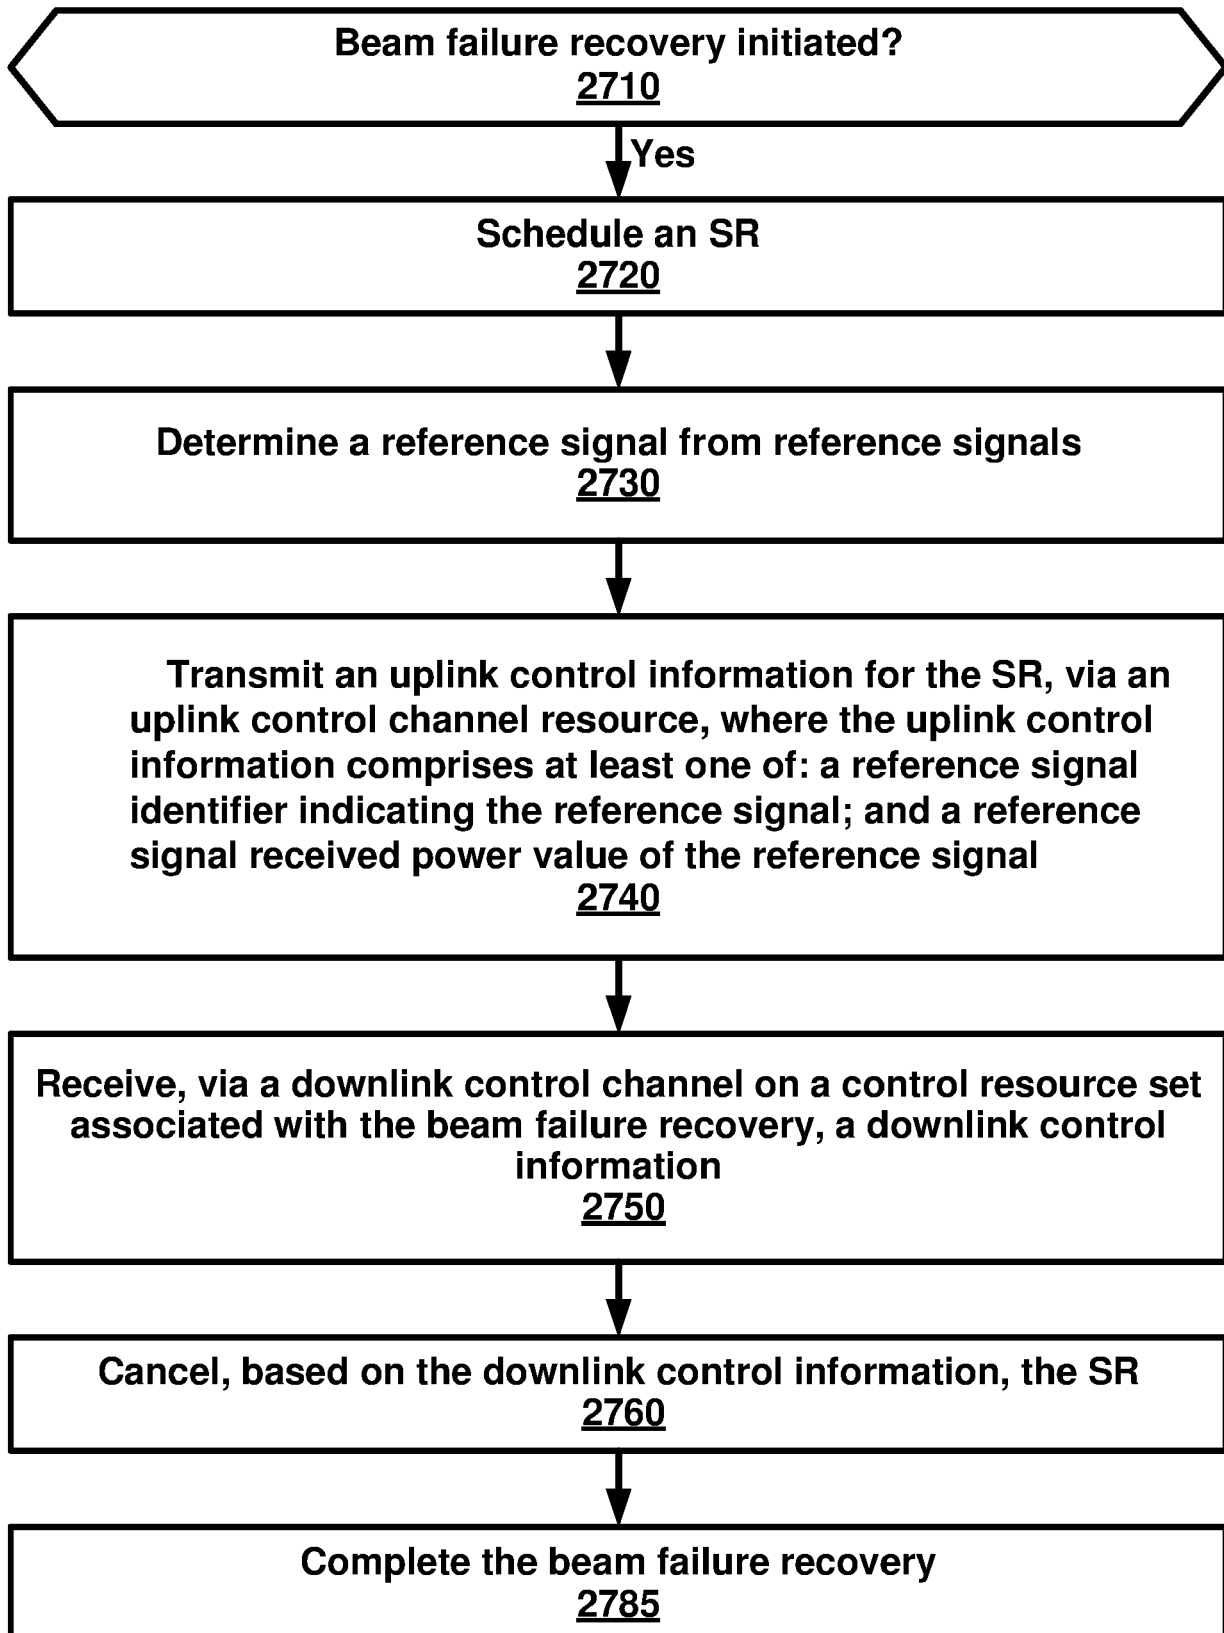 Beam failure recovery initiated?
2710
Yes
Schedule an SR
2720
Determine a reference signal from reference signals
2730
Transmit an uplink control information for the SR, via an
uplink control channel resource, where the uplink control
information comprises at least one of: a reference signal
identifier indicating the reference signal; and a reference
signal received power value of the reference signal
2740
Receive, via a downlink control channel on a control resource set
associated with the beam failure recovery, a downlink control
information
2750
Cancel, based on the downlink control information, the SR
2760
Complete the beam failure recovery
2785